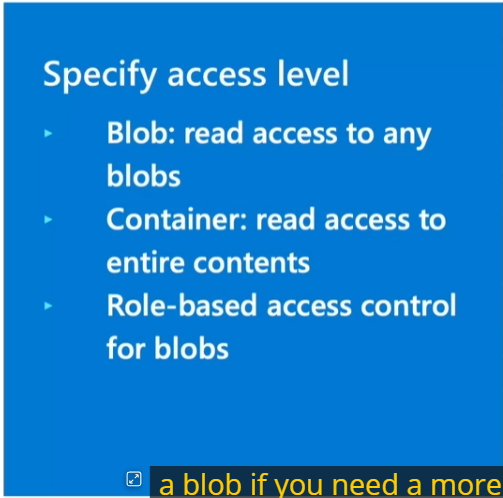 Specify access level
Blob: read access to any
blobs
Container: read access to
entire contents
Role-based access control
for blobs
a blob if you need a more